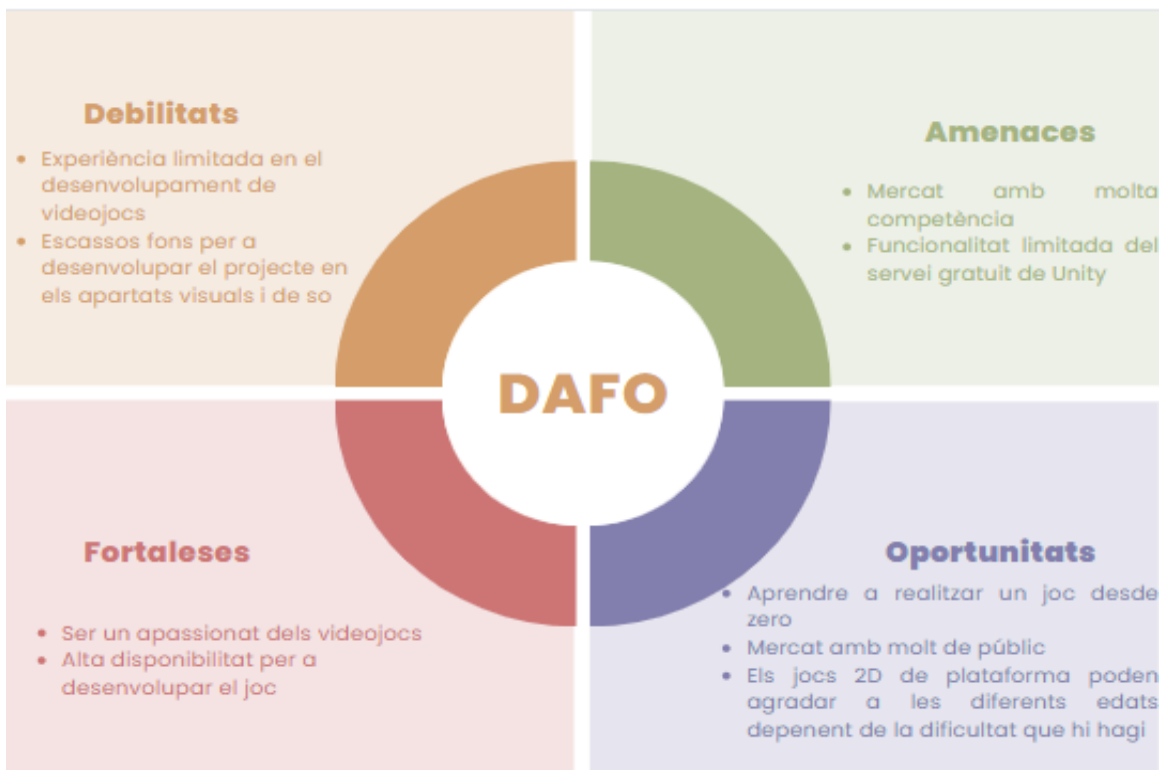 Debilitats
• Experiència limitada en el
desenvolupament de
videojocs
• Escassos fons per a
desenvolupar el projecte en
els apartats visuals i de so
Amenaces
• Mercat amb molta
competència
• Funcionalitat limitada del
servei gratuit de Unity
DAFO
Fortaleses
• Ser un apassionat dels videojocs
• Alta disponibilitat per a
desenvolupar el joc
Oportunitats
• Aprendre a realitzar un joc desde
zero
• Mercat amb molt de públic
• Els jocs 2D de plataforma poden
agradar a les diferents edats
depenent de la dificultat que hi hagi